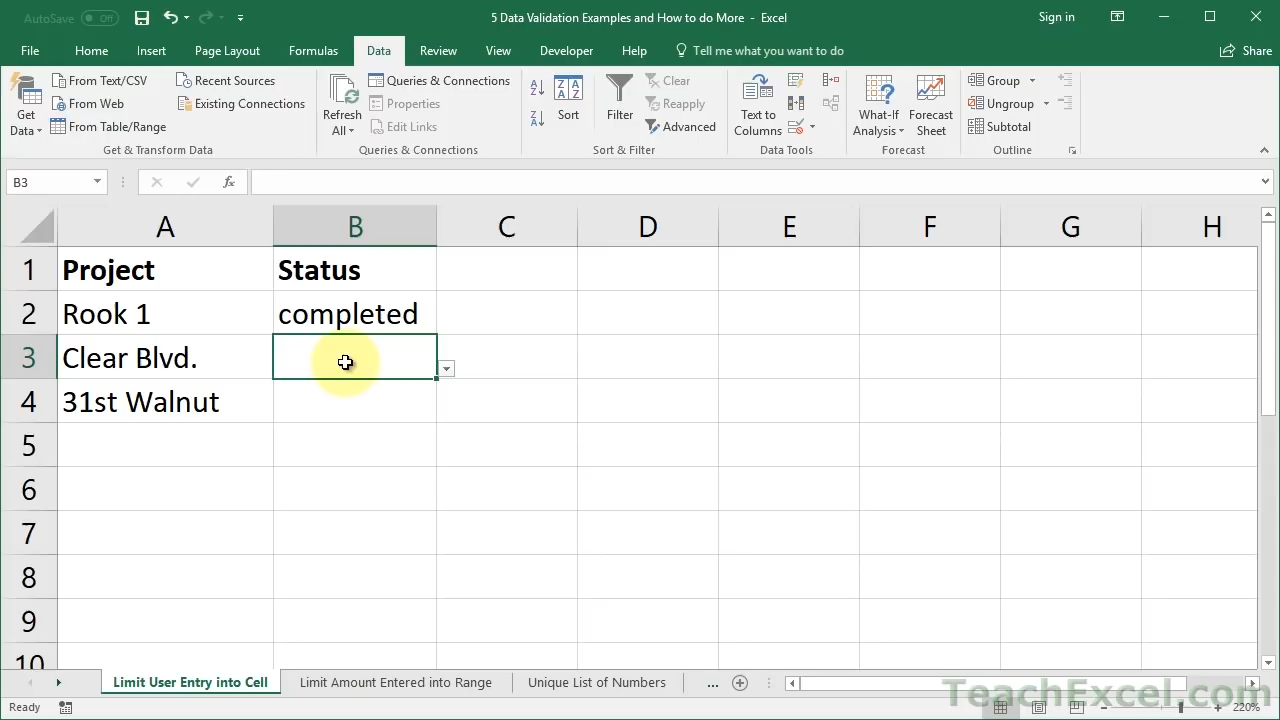 AutoSave Off
5 Data Validation Examples and How to do More - Excel
Sign in
File Home Insert Page Layout Formulas Data Review View Developer Help Tell me what you want to do Share
Get Data
From Text/CSV
From Web
From Table/Range
Recent Sources
Existing Connections
Get & Transform Data
Refresh All
Queries & Connections
Properties
Edit Links
Queries & Connections
A Z
Z A
Z A
A Z
Sort
Filter
Clear
Reapply
Advanced
Sort & Filter
Text to Columns
Data Tools
What-If Analysis
Forecast Sheet
Forecast
Group
Ungroup
Subtotal
Outline
B3
fx
A B C D E F G H
1 Project Status
2 Rook 1 completed
3 Clear Blvd.
4 31st Walnut
5
6
7
8
9
10
Limit User Entry into Cell Limit Amount Entered into Range Unique List of Numbers ...
TeachExcel.com
Ready
220%